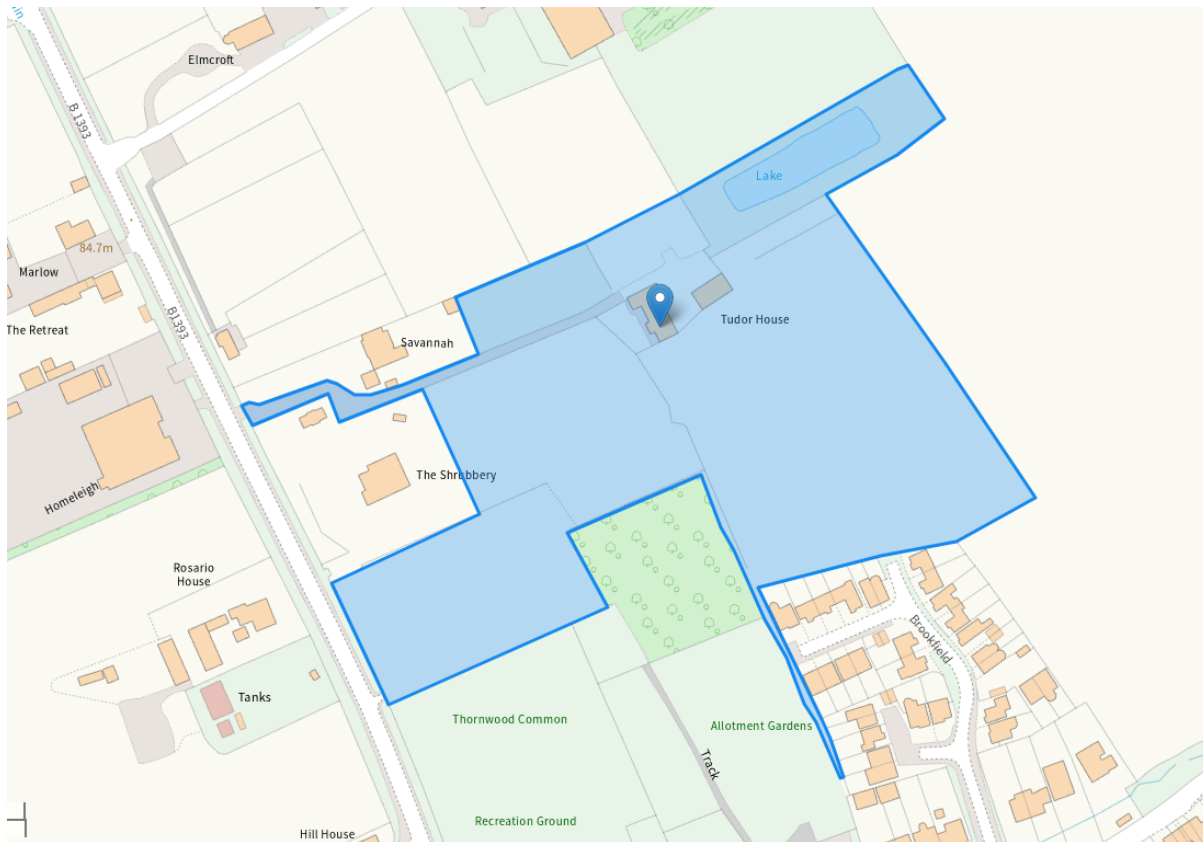 Elmcroft
B 1393
Lake
84.7m
Marlow
B1393
The Retreat
Tudor House
Savannah
The Shrubbery
Homeleigh
Rosario
House
Brookfield
Tanks
Thornwood Common
Allotment Gardens
Track
Recreation Ground
Hill House